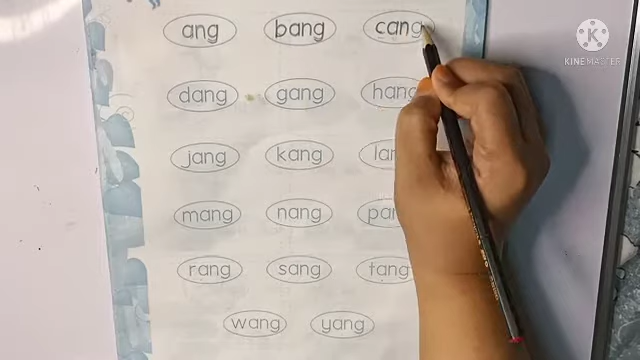 ang bang cang
dang gang hang
jang kang
mang nang
rang sang tang
wang yang
KINEMASTER